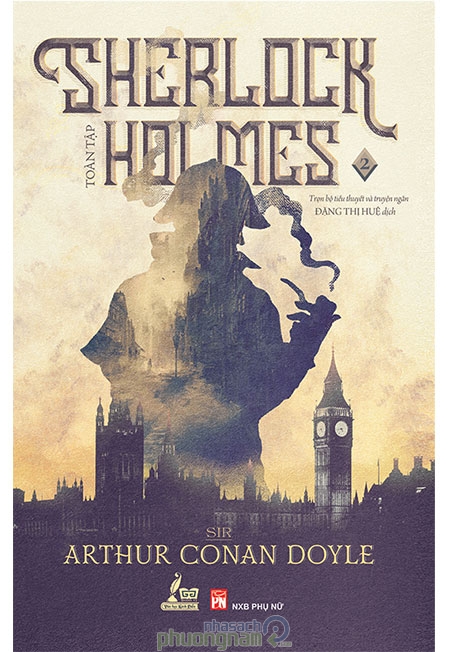 SHERLOCK
TOÀN TẬP
HOLMES
2
Trọn bộ tiểu thuyết và truyện ngắn
ĐẶNG THỊ HUỆ dịch
SIR
ARTHUR CONAN DOYLE
PN
NXB PHỤ NỮ
nhasach
phuongnam